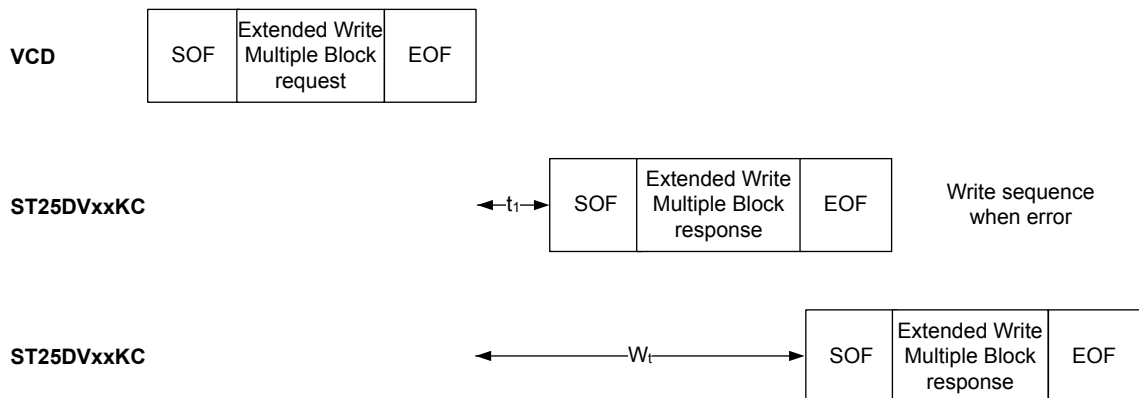 VCD
SOF
Extended Write
Multiple Block
request
EOF
ST25DVxxKC
t1
SOF
Extended Write
Multiple Block
response
EOF
Write sequence
when error
ST25DVxxKC
Wt
SOF
Extended Write
Multiple Block
response
EOF